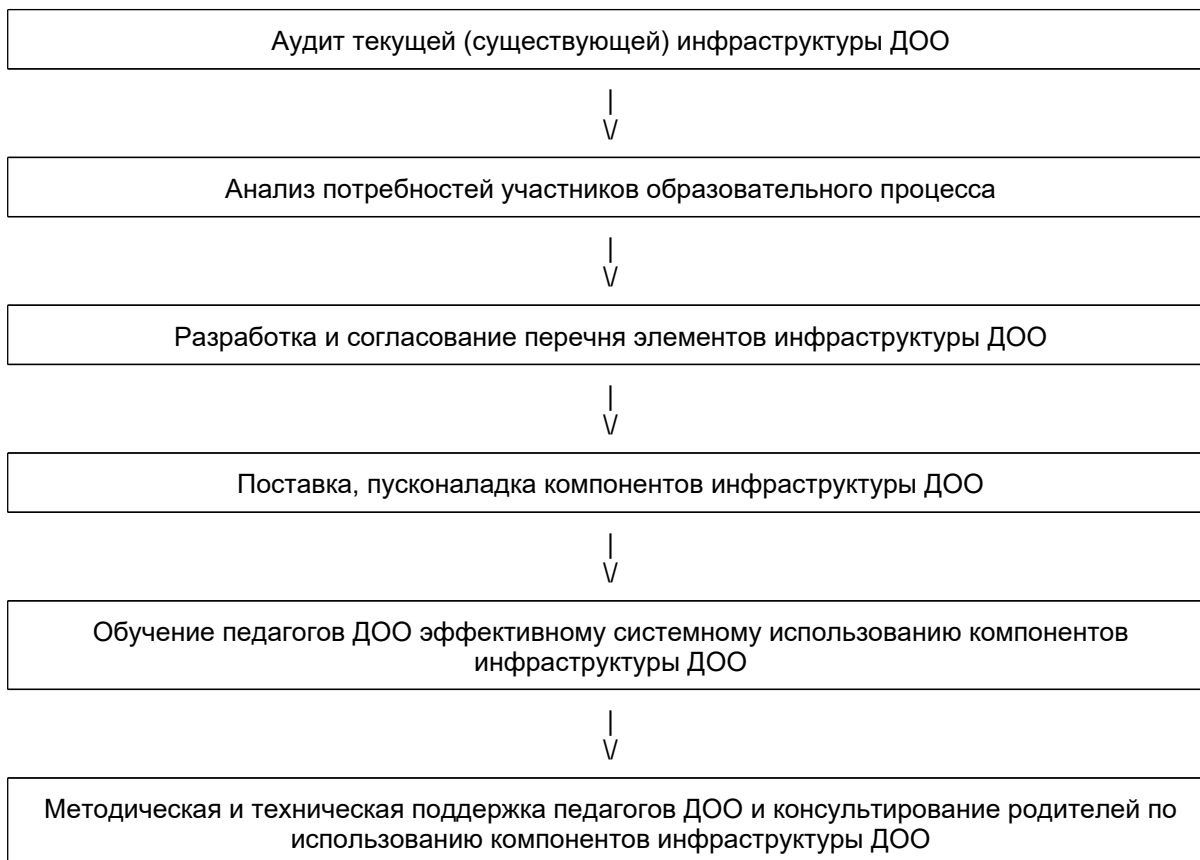 Аудит текущей (существующей) инфраструктуры ДОО
|
\/
Анализ потребностей участников образовательного процесса
|
\/
Разработка и согласование перечня элементов инфраструктуры ДОО
|
\/
Поставка, пусконаладка компонентов инфраструктуры ДОО
|
\/
Обучение педагогов ДОО эффективному системному использованию компонентов
инфраструктуры ДОО
|
\/
Методическая и техническая поддержка педагогов ДОО и консультирование родителей по
использованию компонентов инфраструктуры ДОО